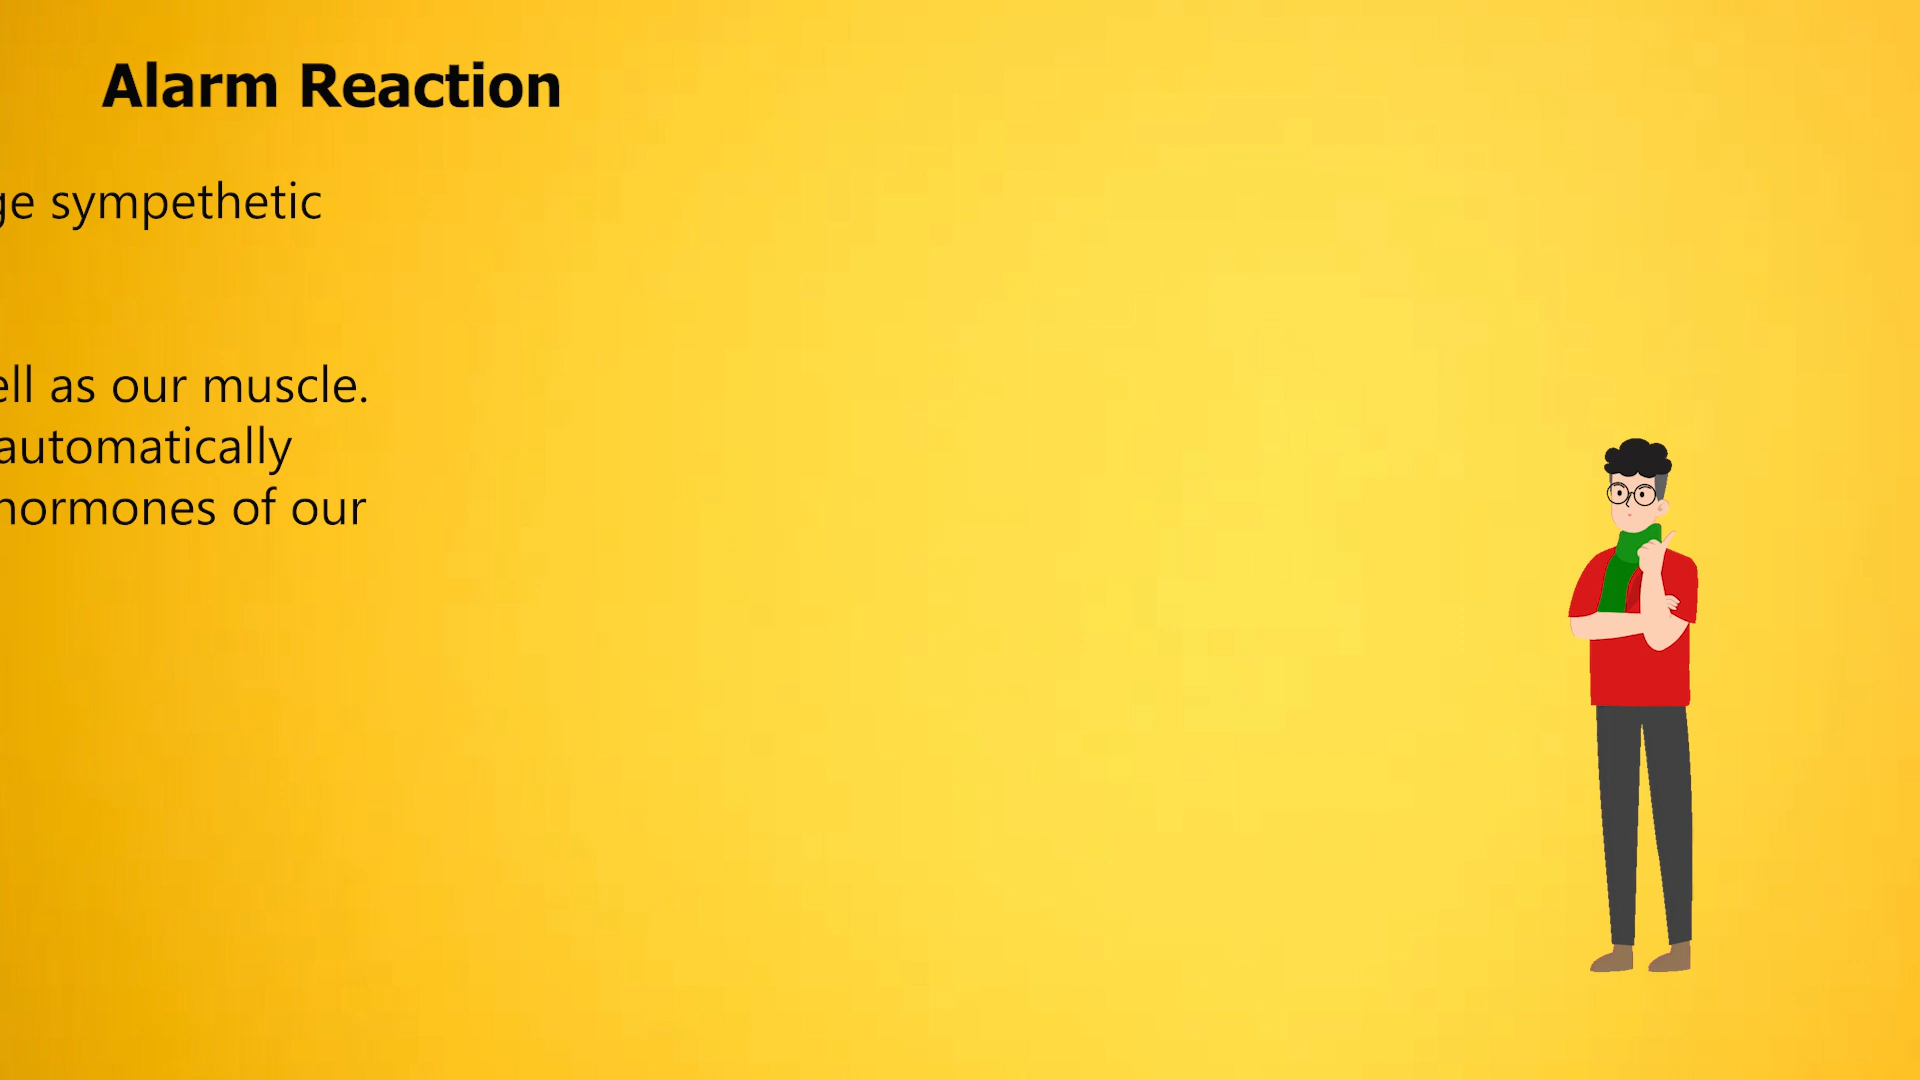 Alarm Reaction
ge sympethetic
ell as our muscle.
automatically
hormones of our